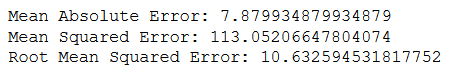 Mean Absolute Error: 7.879934879934879
Mean Squared Error: 113.05206647804074
Root Mean Squared Error: 10.632594531817752